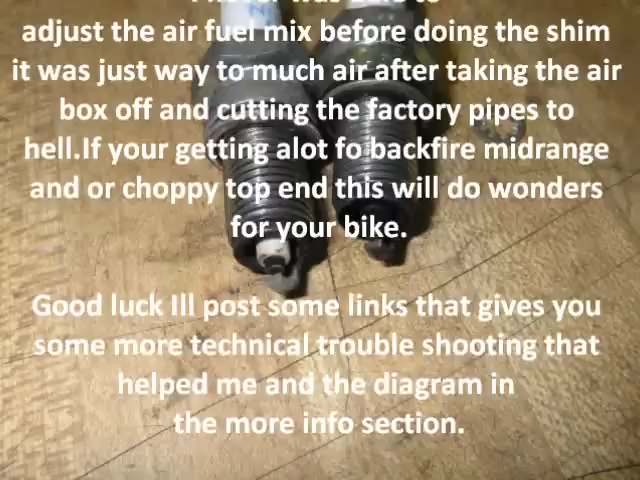 adjust the air fuel mix before doing the shim
it was just way to much air after taking the air
box off and cutting the factory pipes to
hell.If your getting alot fo backfire midrange
and or choppy top end this will do wonders
for your bike.
Good luck Ill post some links that gives you
some more technical trouble shooting that
helped me and the diagram in
the more info section.